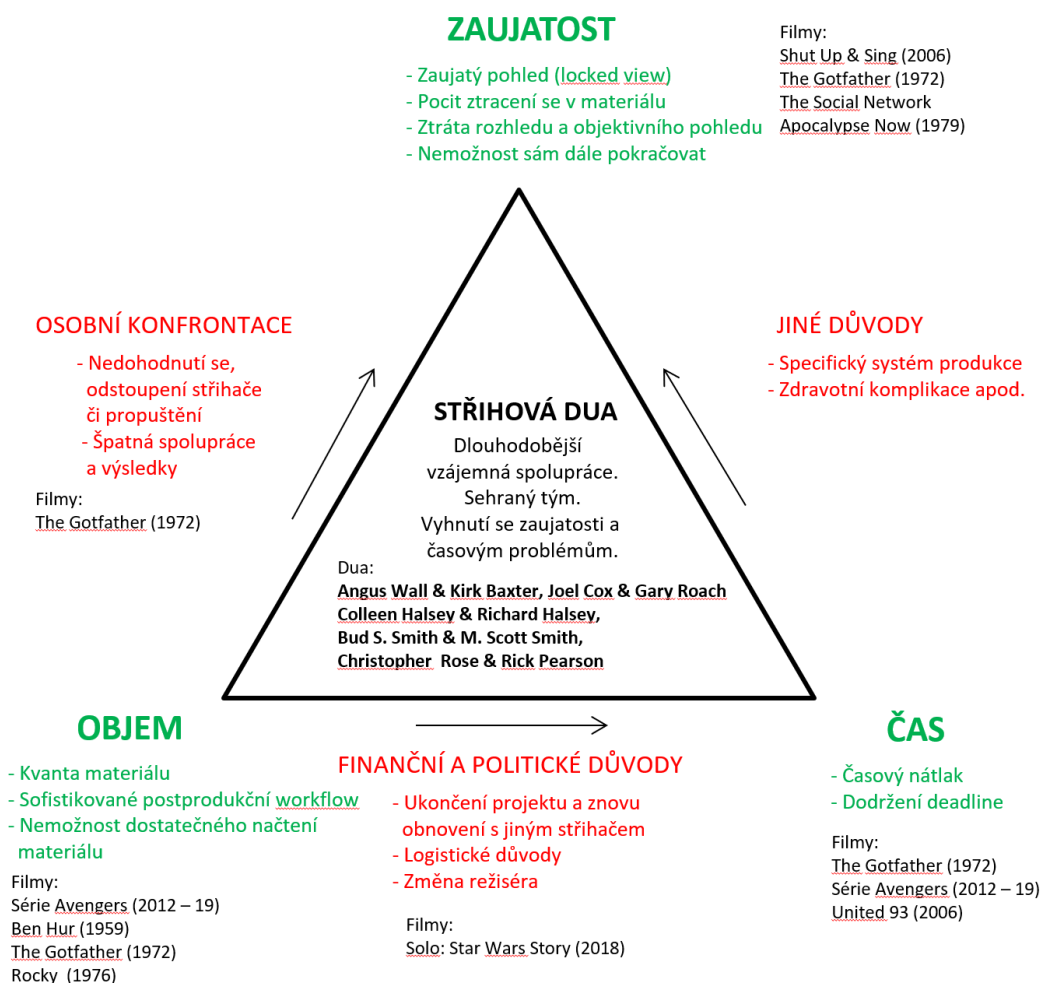 ZAUJATOST
- Zaujatý pohled (locked view)
- Pocit ztracení se v materiálu
- Ztráta rozhledu a objektivního pohledu
- Nemožnost sám dále pokračovat
Filmy:
Shut Up & Sing (2006)
The Gotfather (1972)
The Social Network
Apocalypse Now (1979)
OSOBNÍ KONFRONTACE
- Nedohodnutí se,
odstoupení střihače
či propuštění
- Špatná spolupráce
a výsledky
Filmy:
The Gotfather (1972)
JINÉ DŮVODY
- Specifický systém produkce
- Zdravotní komplikace apod.
STŘIHOVÁ DUA
Dlouhodobější
vzájemná spolupráce.
Sehraný tým.
Vyhnutí se zaujatosti a
časovým problémům.
Dua:
Angus Wall & Kirk Baxter, Joel Cox & Gary Roach
Colleen Halsey & Richard Halsey,
Bud S. Smith & M. Scott Smith,
Christopher  Rose & Rick Pearson
OBJEM
- Kvanta materiálu
- Sofistikované postprodukční workflow
- Nemožnost dostatečného načtení
materiálu
Filmy:
Série Avengers (2012 – 19)
Ben Hur (1959)
The Gotfather (1972)
Rocky  (1976)
FINANČNÍ A POLITICKÉ DŮVODY
- Ukončení projektu a znovu
obnovení s jiným střihačem
- Logistické důvody
- Změna režiséra
Filmy:
Solo: Star Wars Story (2018)
ČAS
- Časový nátlak
- Dodržení deadline
Filmy:
The Gotfather (1972)
Série Avengers (2012 – 19)
United 93 (2006)